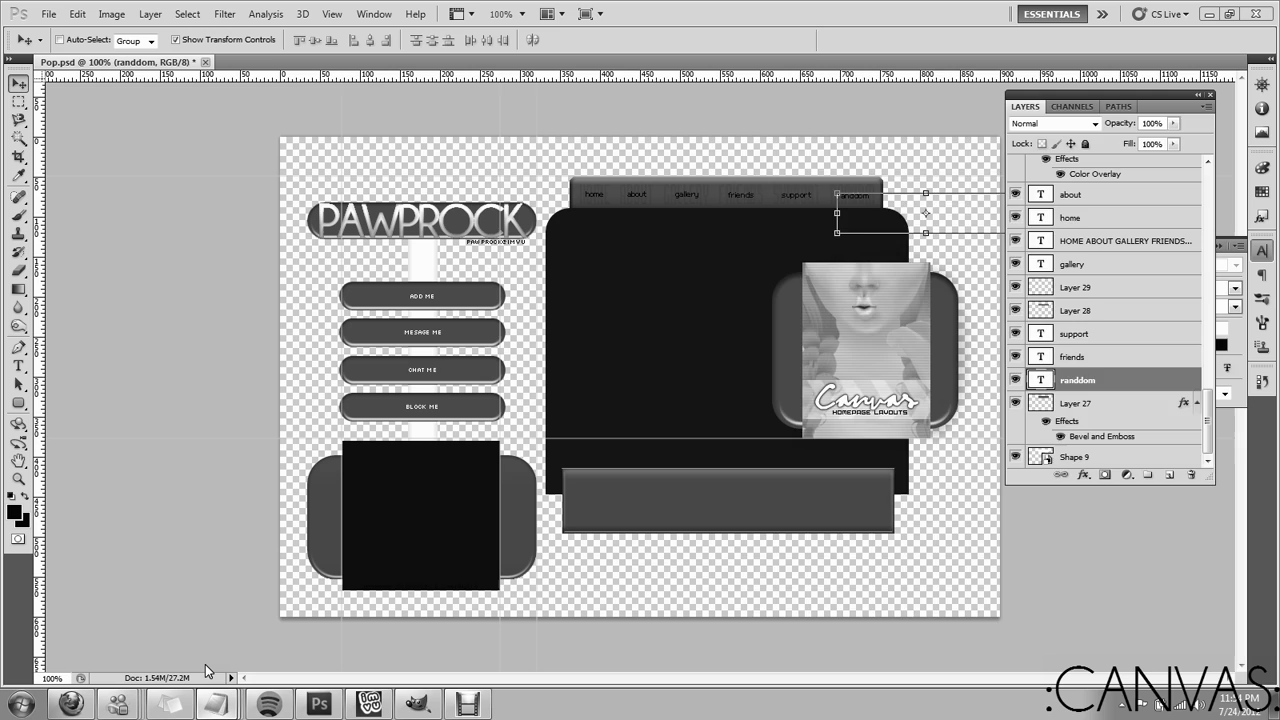 Ps File Edit Image Layer Select Filter Analysis 3D View Window Help 100% ESSENTIALS CS Live
Auto-Select: Group Show Transform Controls
Pop.psd @ 100% (randdom, RGB/8) *
LAYERS CHANNELS PATHS
Normal Opacity: 100%
Lock: Fill: 100%
Effects
Color Overlay
about
home
HOME ABOUT GALLERY FRIENDS...
gallery
Layer 29
Layer 28
support
friends
randdom
Layer 27 fx
Effects
Bevel and Emboss
Shape 9
home about gallery friends support randdom
PAWPROCK
PAWPROCK@IMVU
ADD ME
MESAGE ME
CHAT ME
BLOCK ME
Canvas
HOMEPAGE LAYOUTS
100% Doc: 1.54M/27.2M
:CANVAS:
7/24/2012